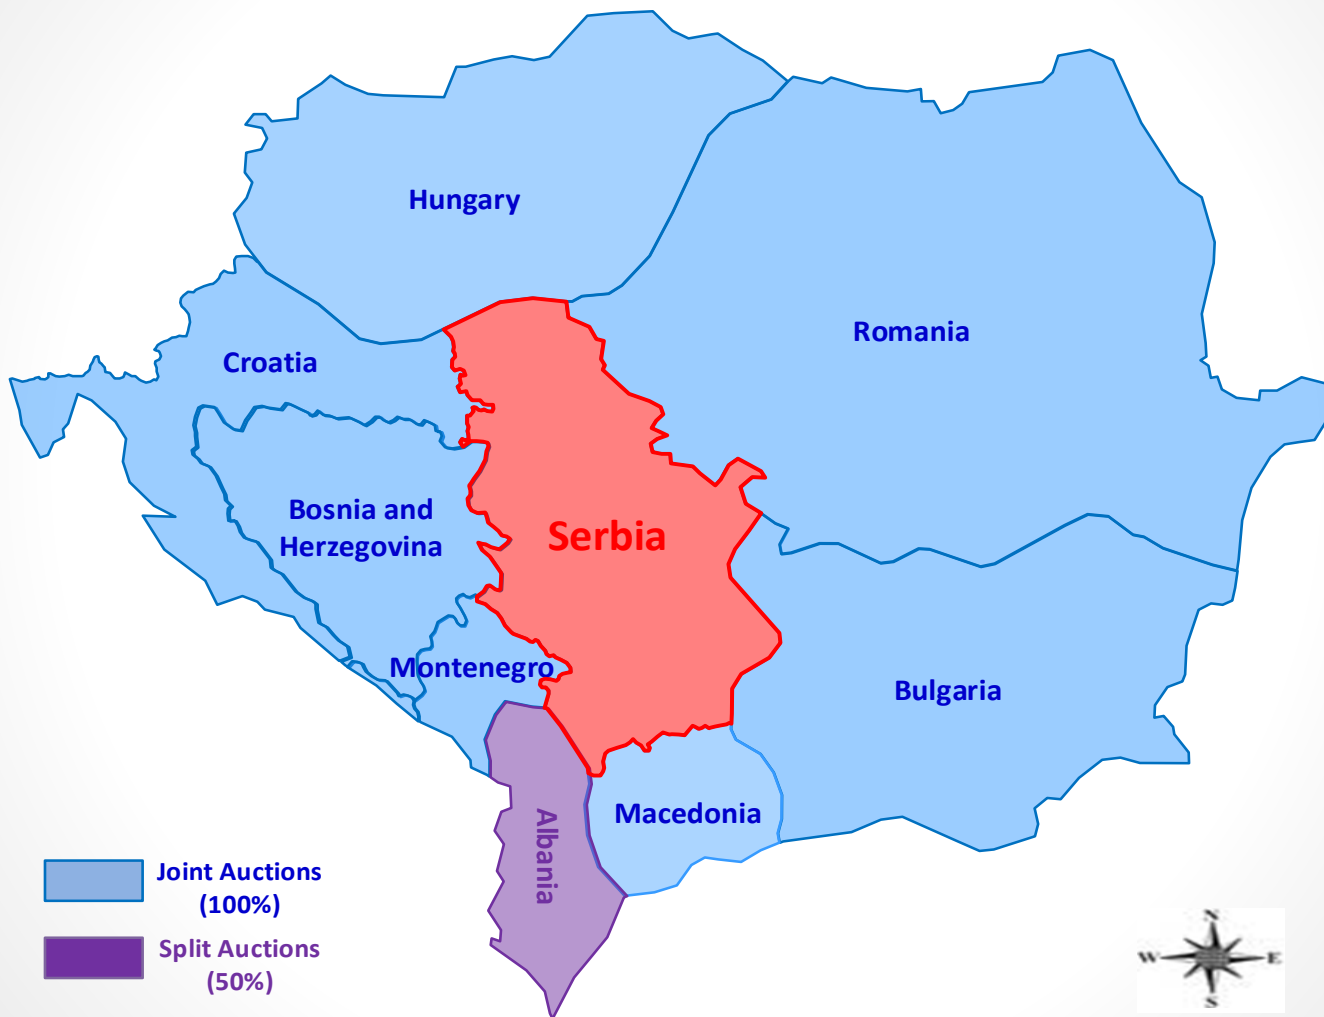 Hungary
Romania
Croatia
Bosnia and
Herzegovina
Serbia
Montenegro
Bulgaria
Macedonia
Albania
Joint Auctions
(100%)
Split Auctions
(50%)
N
W
E
S